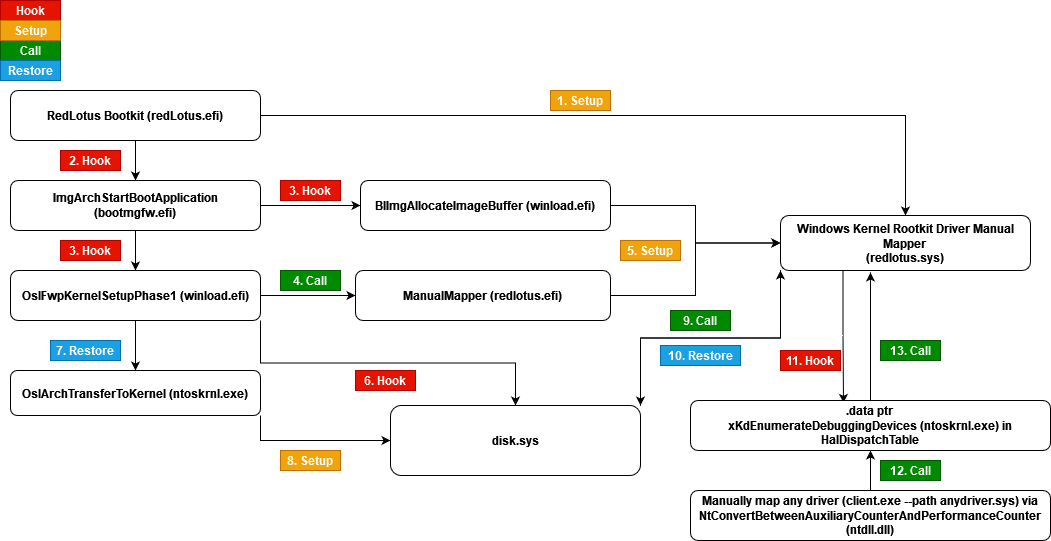 Hook
Setup
Call
Restore
RedLotus Bootkit (redLotus.efi)
1. Setup
2. Hook
ImgArchStartBootApplication
(bootmgfw.efi)
3. Hook
BlImgAllocateImageBuffer (winload.efi)
Windows Kernel Rootkit Driver Manual
Mapper
(redlotus.sys)
3. Hook
5. Setup
OslFwpKernelSetupPhase1 (winload.efi)
4. Call
ManualMapper (redlotus.efi)
9. Call
7. Restore
10. Restore
11. Hook
13. Call
6. Hook
OslArchTransferToKernel (ntoskrnl.exe)
disk.sys
8. Setup
.data ptr
xKdEnumerateDebuggingDevices (ntoskrnl.exe) in
HalDispatchTable
12. Call
Manually map any driver (client.exe --path anydriver.sys) via
NtConvertBetweenAuxiliaryCounterAndPerformanceCounter
(ntdll.dll)